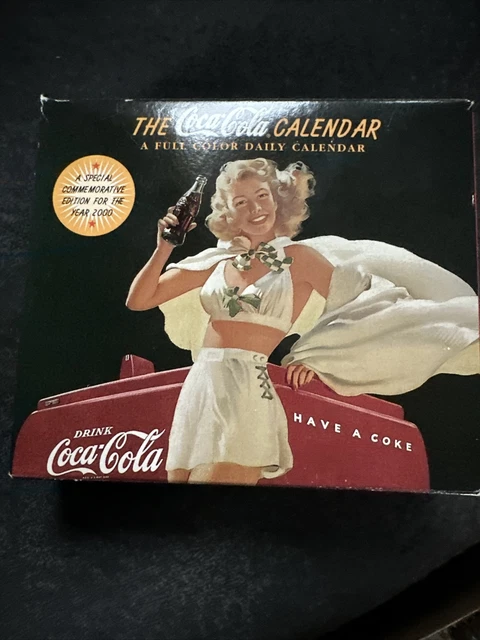 THE Coca-Cola CALENDAR
A FULL COLOR DAILY CALENDAR
A SPECIAL
COMMEMORATIVE
EDITION FOR THE
YEAR 2000
DRINK
Coca-Cola
HAVE A COKE